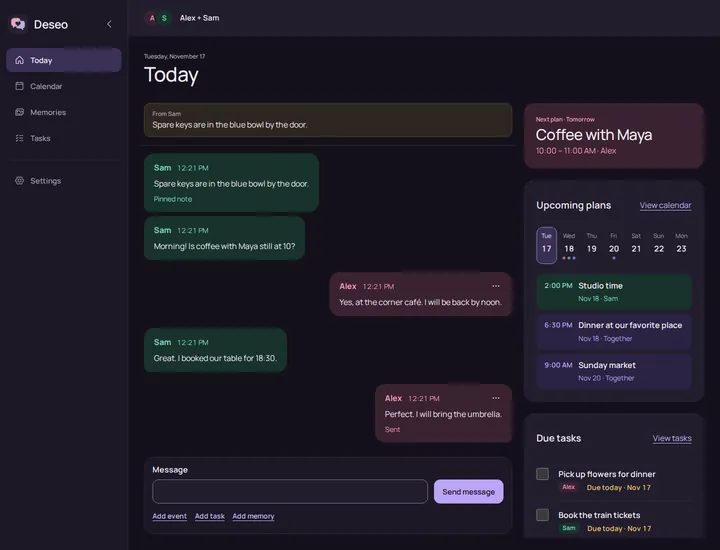 Deseo
Today
Calendar
Memories
Tasks
Settings
A S Alex + Sam
Tuesday, November 17
Today
From Sam
Spare keys are in the blue bowl by the door.
Sam 12:21 PM
Spare keys are in the blue bowl by the door.
Pinned note
Sam 12:21 PM
Morning! Is coffee with Maya still at 10?
Alex 12:21 PM ...
Yes, at the corner café. I will be back by noon.
Sam 12:21 PM
Great. I booked our table for 18:30.
Alex 12:21 PM ...
Perfect. I will bring the umbrella.
Sent
Message
Send message
Add event Add task Add memory
Next plan · Tomorrow
Coffee with Maya
10:00 – 11:00 AM · Alex
Upcoming plans View calendar
Tue Wed Thu Fri Sat Sun Mon
17 18 19 20 21 22 23
2:00 PM Studio time
Nov 18 · Sam
6:30 PM Dinner at our favorite place
Nov 18 · Together
9:00 AM Sunday market
Nov 20 · Together
Due tasks View tasks
Pick up flowers for dinner
Alex Due today · Nov 17
Book the train tickets
Sam Due today · Nov 17